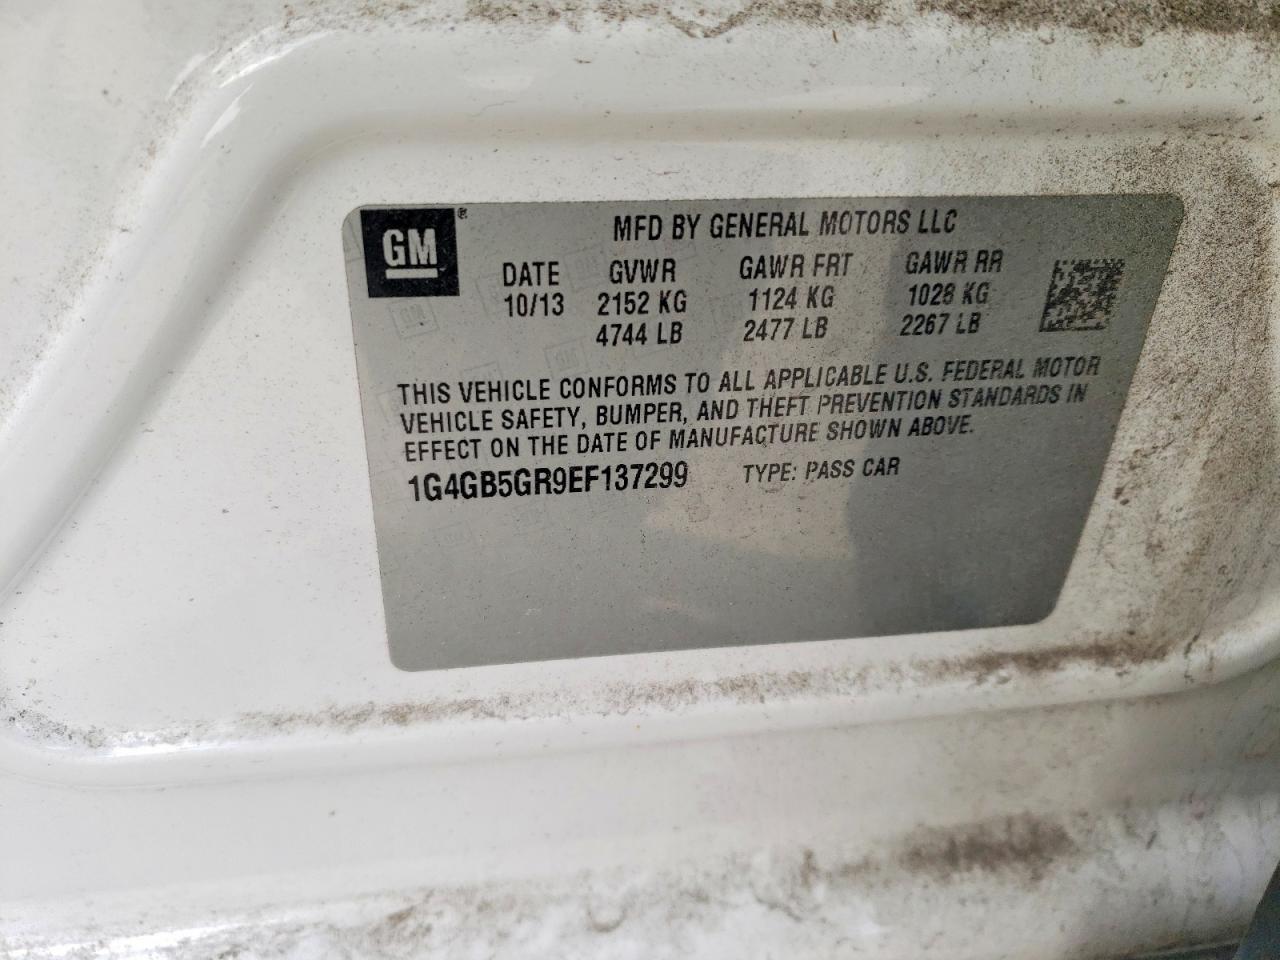 GM®
MFD BY GENERAL MOTORS LLC
DATE GVWR GAWR FRT GAWR RR
10/13 2152 KG 1124 KG 1028 KG
4744 LB 2477 LB 2267 LB
THIS VEHICLE CONFORMS TO ALL APPLICABLE U.S. FEDERAL MOTOR
VEHICLE SAFETY, BUMPER, AND THEFT PREVENTION STANDARDS IN
EFFECT ON THE DATE OF MANUFACTURE SHOWN ABOVE.
1G4GB5GR9EF137299 TYPE: PASS CAR